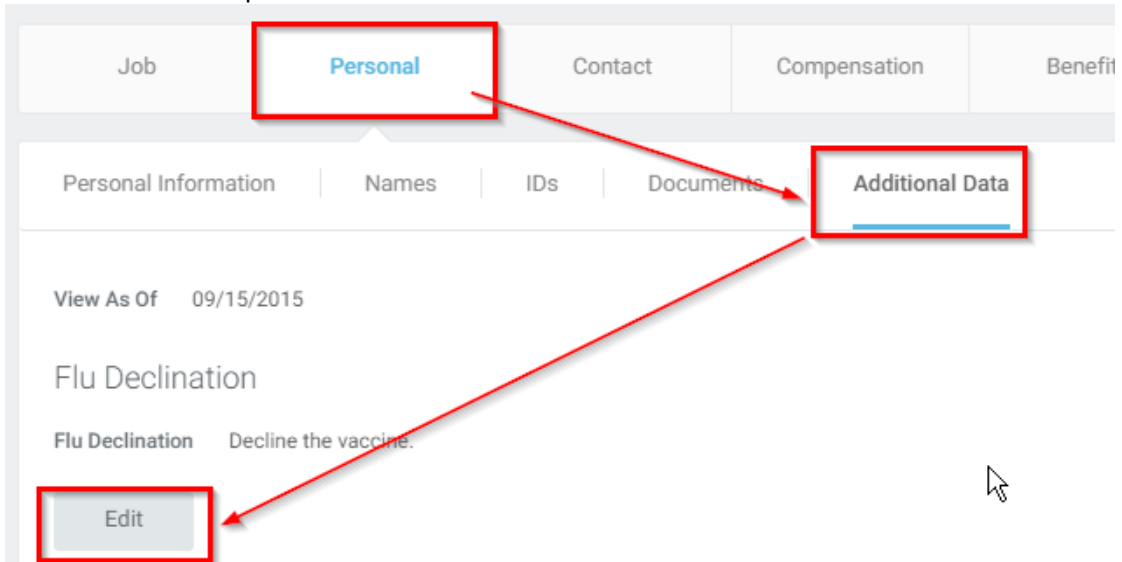 Job Personal Contact Compensation Benefit
Personal Information Names IDs Documents Additional Data
View As Of 09/15/2015
Flu Declination
Flu Declination Decline the vaccine.
Edit